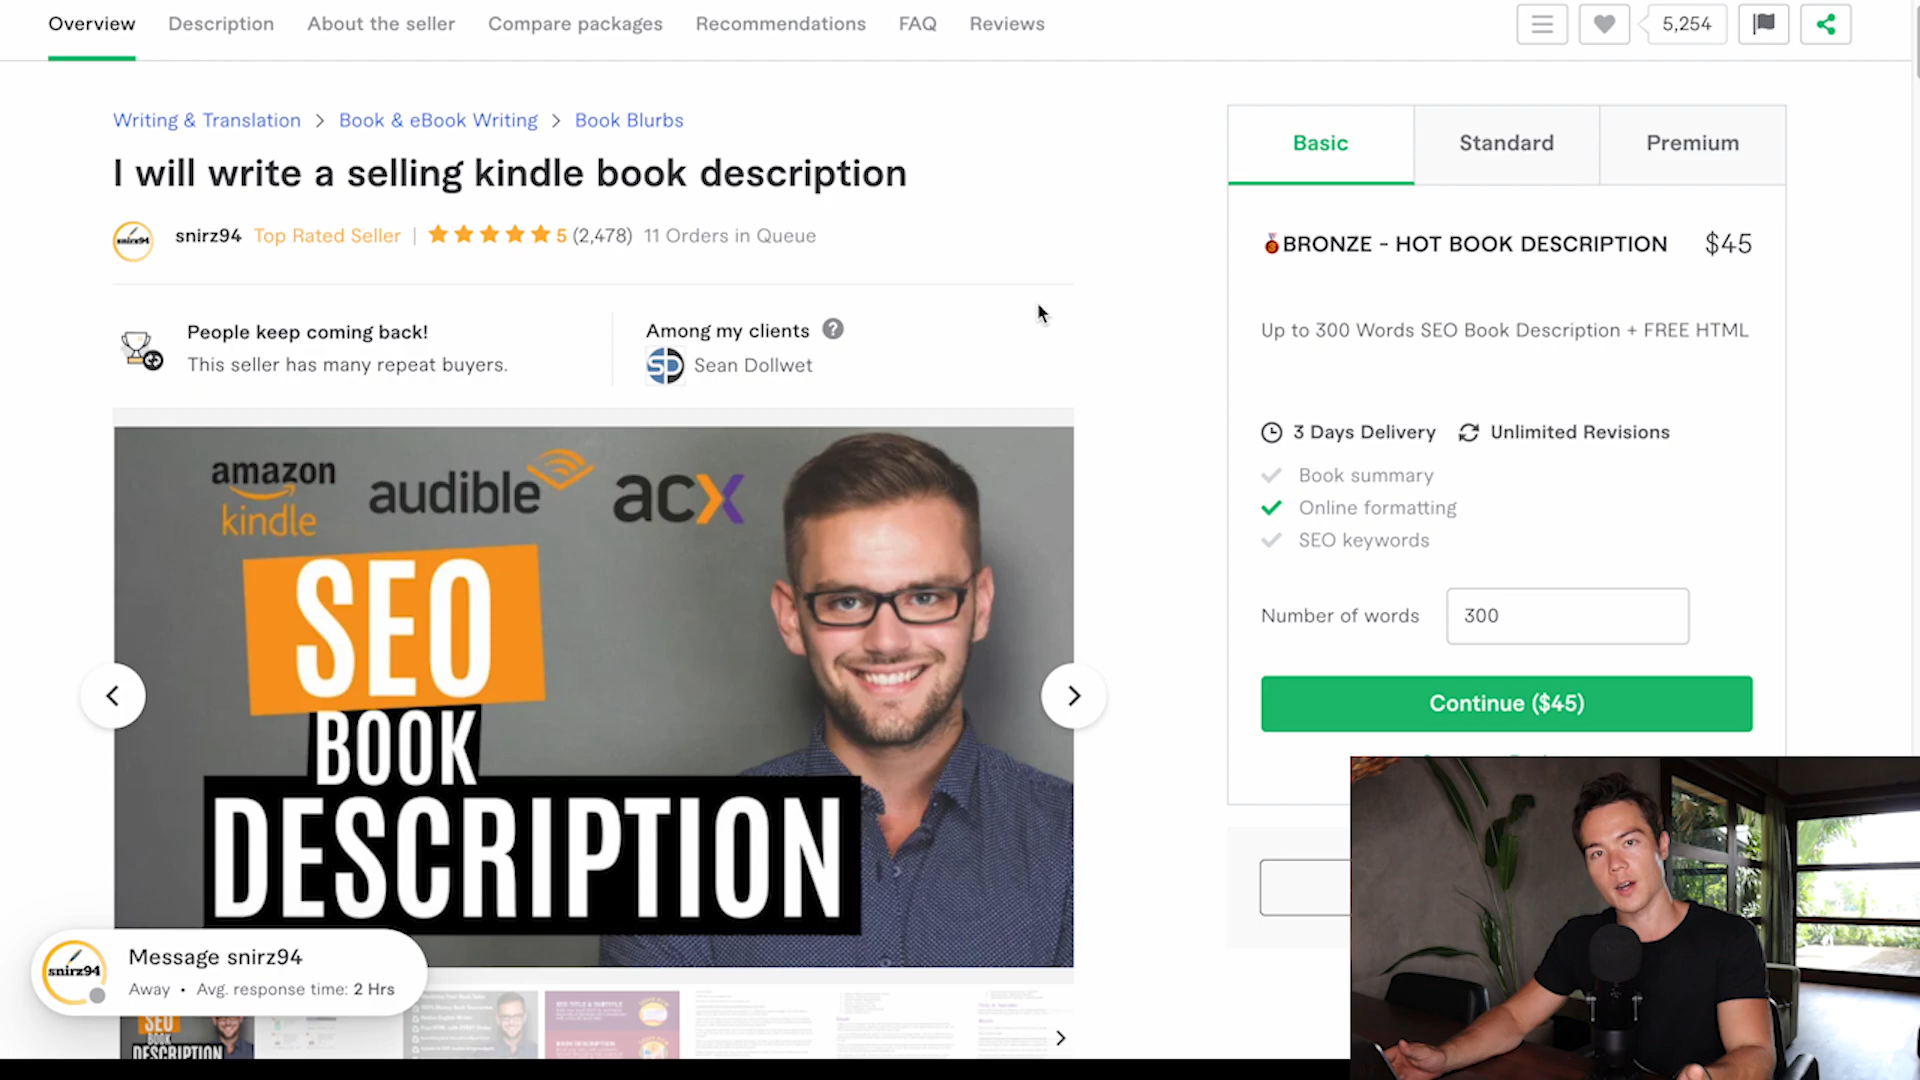 Overview Description About the seller Compare packages Recommendations FAQ Reviews 5,254
Writing & Translation > Book & eBook Writing > Book Blurbs
I will write a selling kindle book description
snirz94 Top Rated Seller | 5 (2,478) 11 Orders in Queue
People keep coming back!
This seller has many repeat buyers.
Among my clients
Sean Dollwet
amazon
kindle
audible
acx
SEO
BOOK
DESCRIPTION
Message snirz94
Away • Avg. response time: 2 Hrs
snirz94
SEO
BOOK
DESCRIPTION
Basic Standard Premium
BRONZE - HOT BOOK DESCRIPTION $45
Up to 300 Words SEO Book Description + FREE HTML
3 Days Delivery Unlimited Revisions
Book summary
Online formatting
SEO keywords
Number of words 300
Continue ($45)